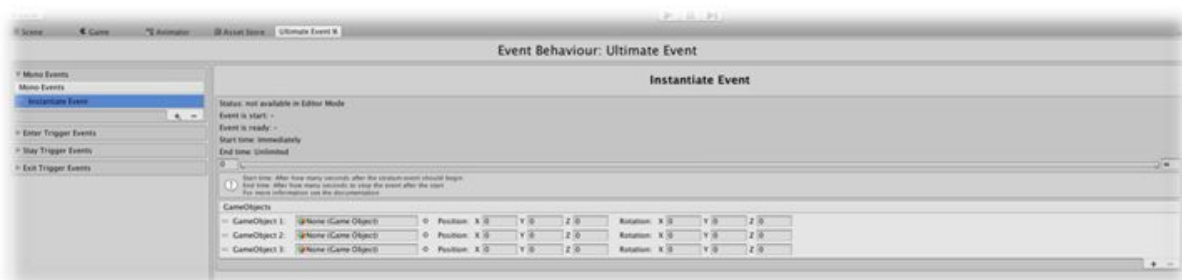 Scene Game Animator Asset Store Ultimate Event
Event Behaviour: Ultimate Event
Mono Events
Mono Events
Instantiate Event
+ −
Enter Trigger Events
Stay Trigger Events
Exit Trigger Events
Instantiate Event
Status: not available in Editor Mode
Event is start: -
Event is ready: -
Start time: Immediately
End time: Unlimited
0 ∞
Start time: After how many seconds after the event should begin
End time: After how many seconds to stop the event after the start
For more information see the documentation
GameObjects
GameObject 1: None (Game Object) Position: X 0 Y 0 Z 0 Rotation: X 0 Y 0 Z 0
GameObject 2: None (Game Object) Position: X 0 Y 0 Z 0 Rotation: X 0 Y 0 Z 0
GameObject 3: None (Game Object) Position: X 0 Y 0 Z 0 Rotation: X 0 Y 0 Z 0
+ −